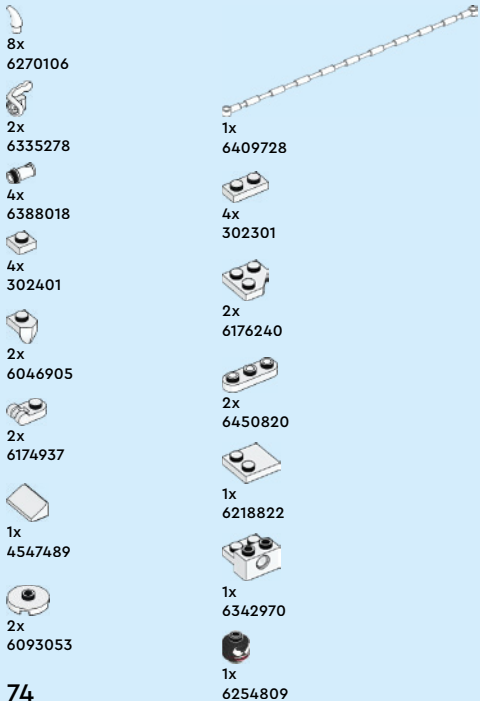 8x
6270106
2x
6335278
4x
6388018
4x
302401
2x
6046905
2x
6174937
1x
4547489
2x
6093053
74
1x
6409728
4x
302301
2x
6176240
2x
6450820
1x
6218822
1x
6342970
1x
6254809